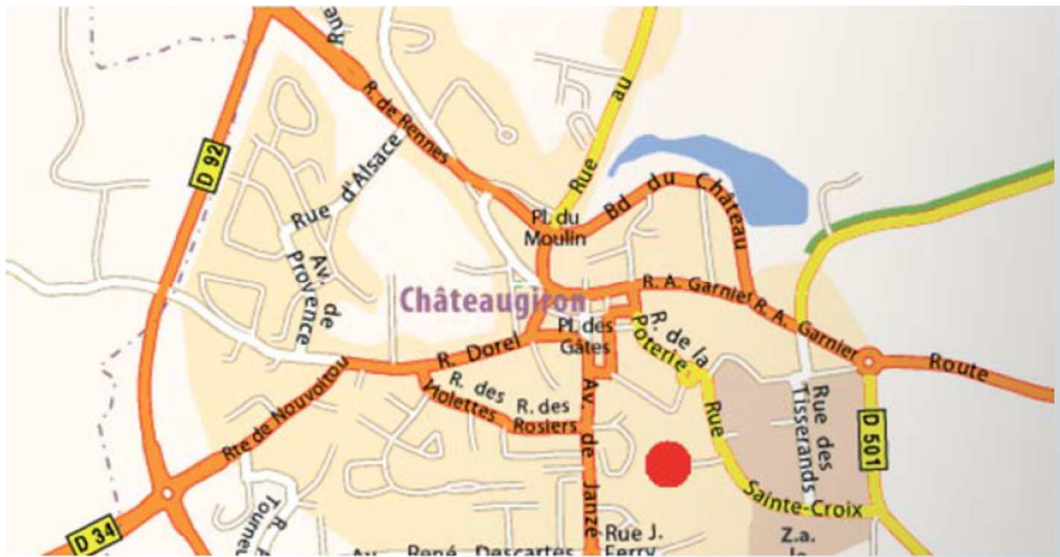 Rue
R. de Rennes
au
Rue
D 92
Rue d'Alsace
Bd du Château
Pl. du
Moulin
Av. de
Provence
Châteaugiron
R. A. Garnier
R. A. Garnier
Pl. des
Gâtes
R. de la
Poterie
R. Dorel
Route
R. des
Violettes
R. des
Rosiers
Rte de Nouvoitou
Av. de Janzé
Rue
Sainte-Croix
Rue des
Tisserands
D 501
D 34
R.
Rue J.
Ferry
Z.a.
la
Av. René Descartes